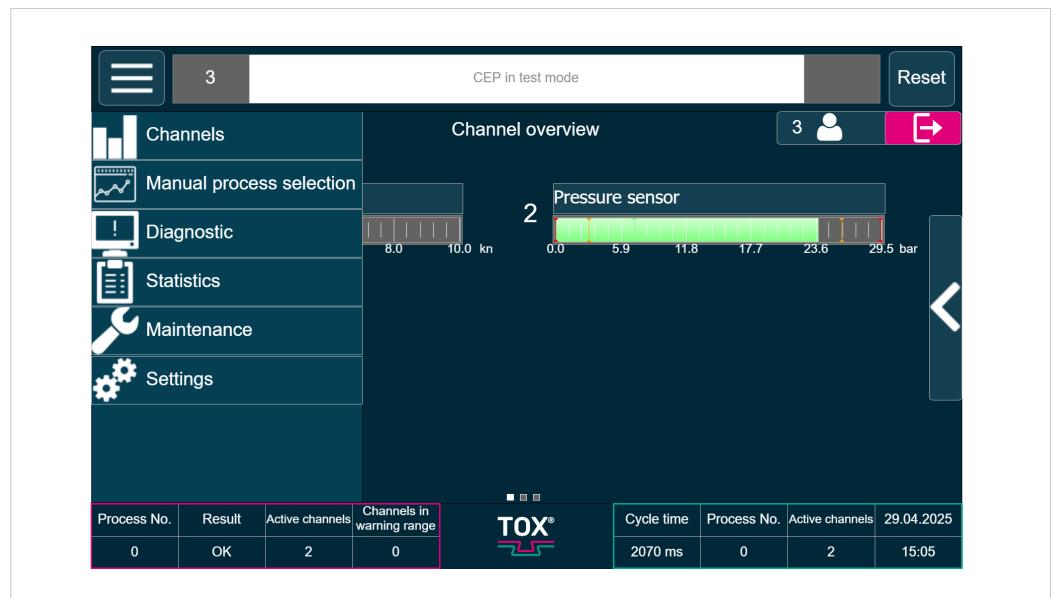 3
CEP in test mode
Reset
Channels
Channel overview
3
Manual process selection
Pressure sensor
2
Diagnostic
8.0 10.0 kn
0.0 5.9 11.8 17.7 23.6 29.5 bar
Statistics
Maintenance
Settings
Process No. Result Active channels Channels in
warning range
0 OK 2 0
TOX®
Cycle time Process No. Active channels 29.04.2025
2070 ms 0 2 15:05